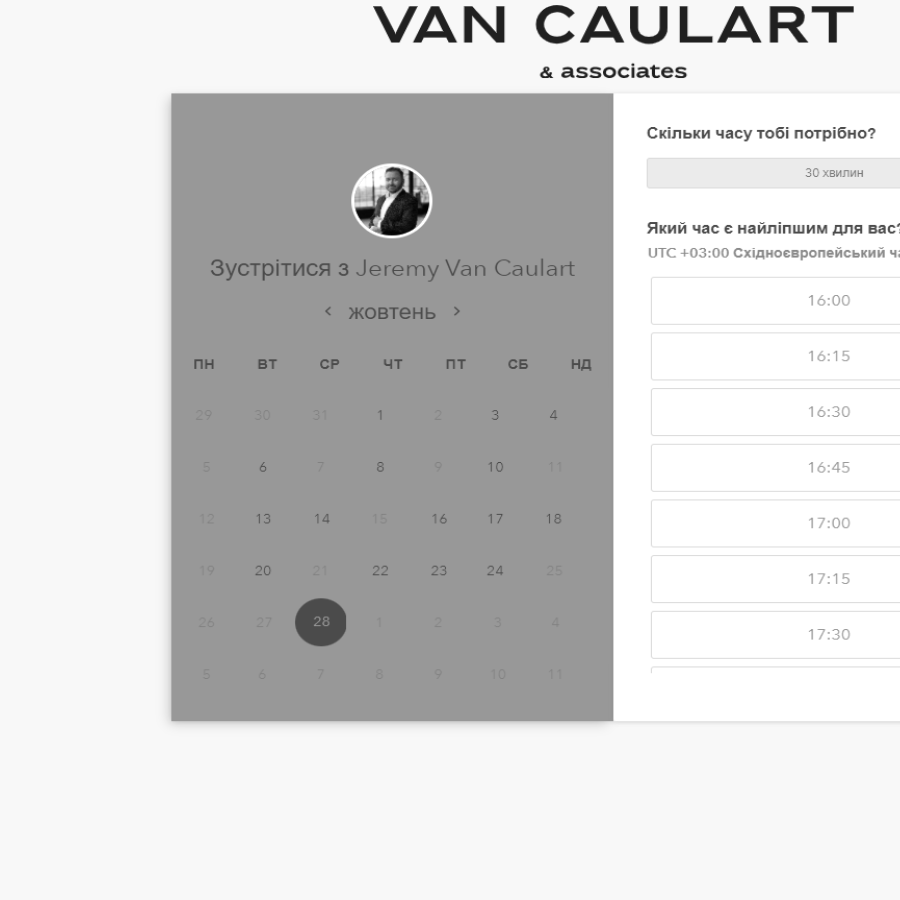 VAN CAULART
& associates
Зустрітися з Jeremy Van Caulart
жовтень
ПН ВТ СР ЧТ ПТ СБ НД
29 30 31 1 2 3 4
5 6 7 8 9 10 11
12 13 14 15 16 17 18
19 20 21 22 23 24 25
26 27 28 1 2 3 4
5 6 7 8 9 10 11
Скільки часу тобі потрібно?
30 хвилин
Який час є найліпшим для вас?
UTC +03:00 Східноєвропейський
16:00
16:15
16:30
16:45
17:00
17:15
17:30